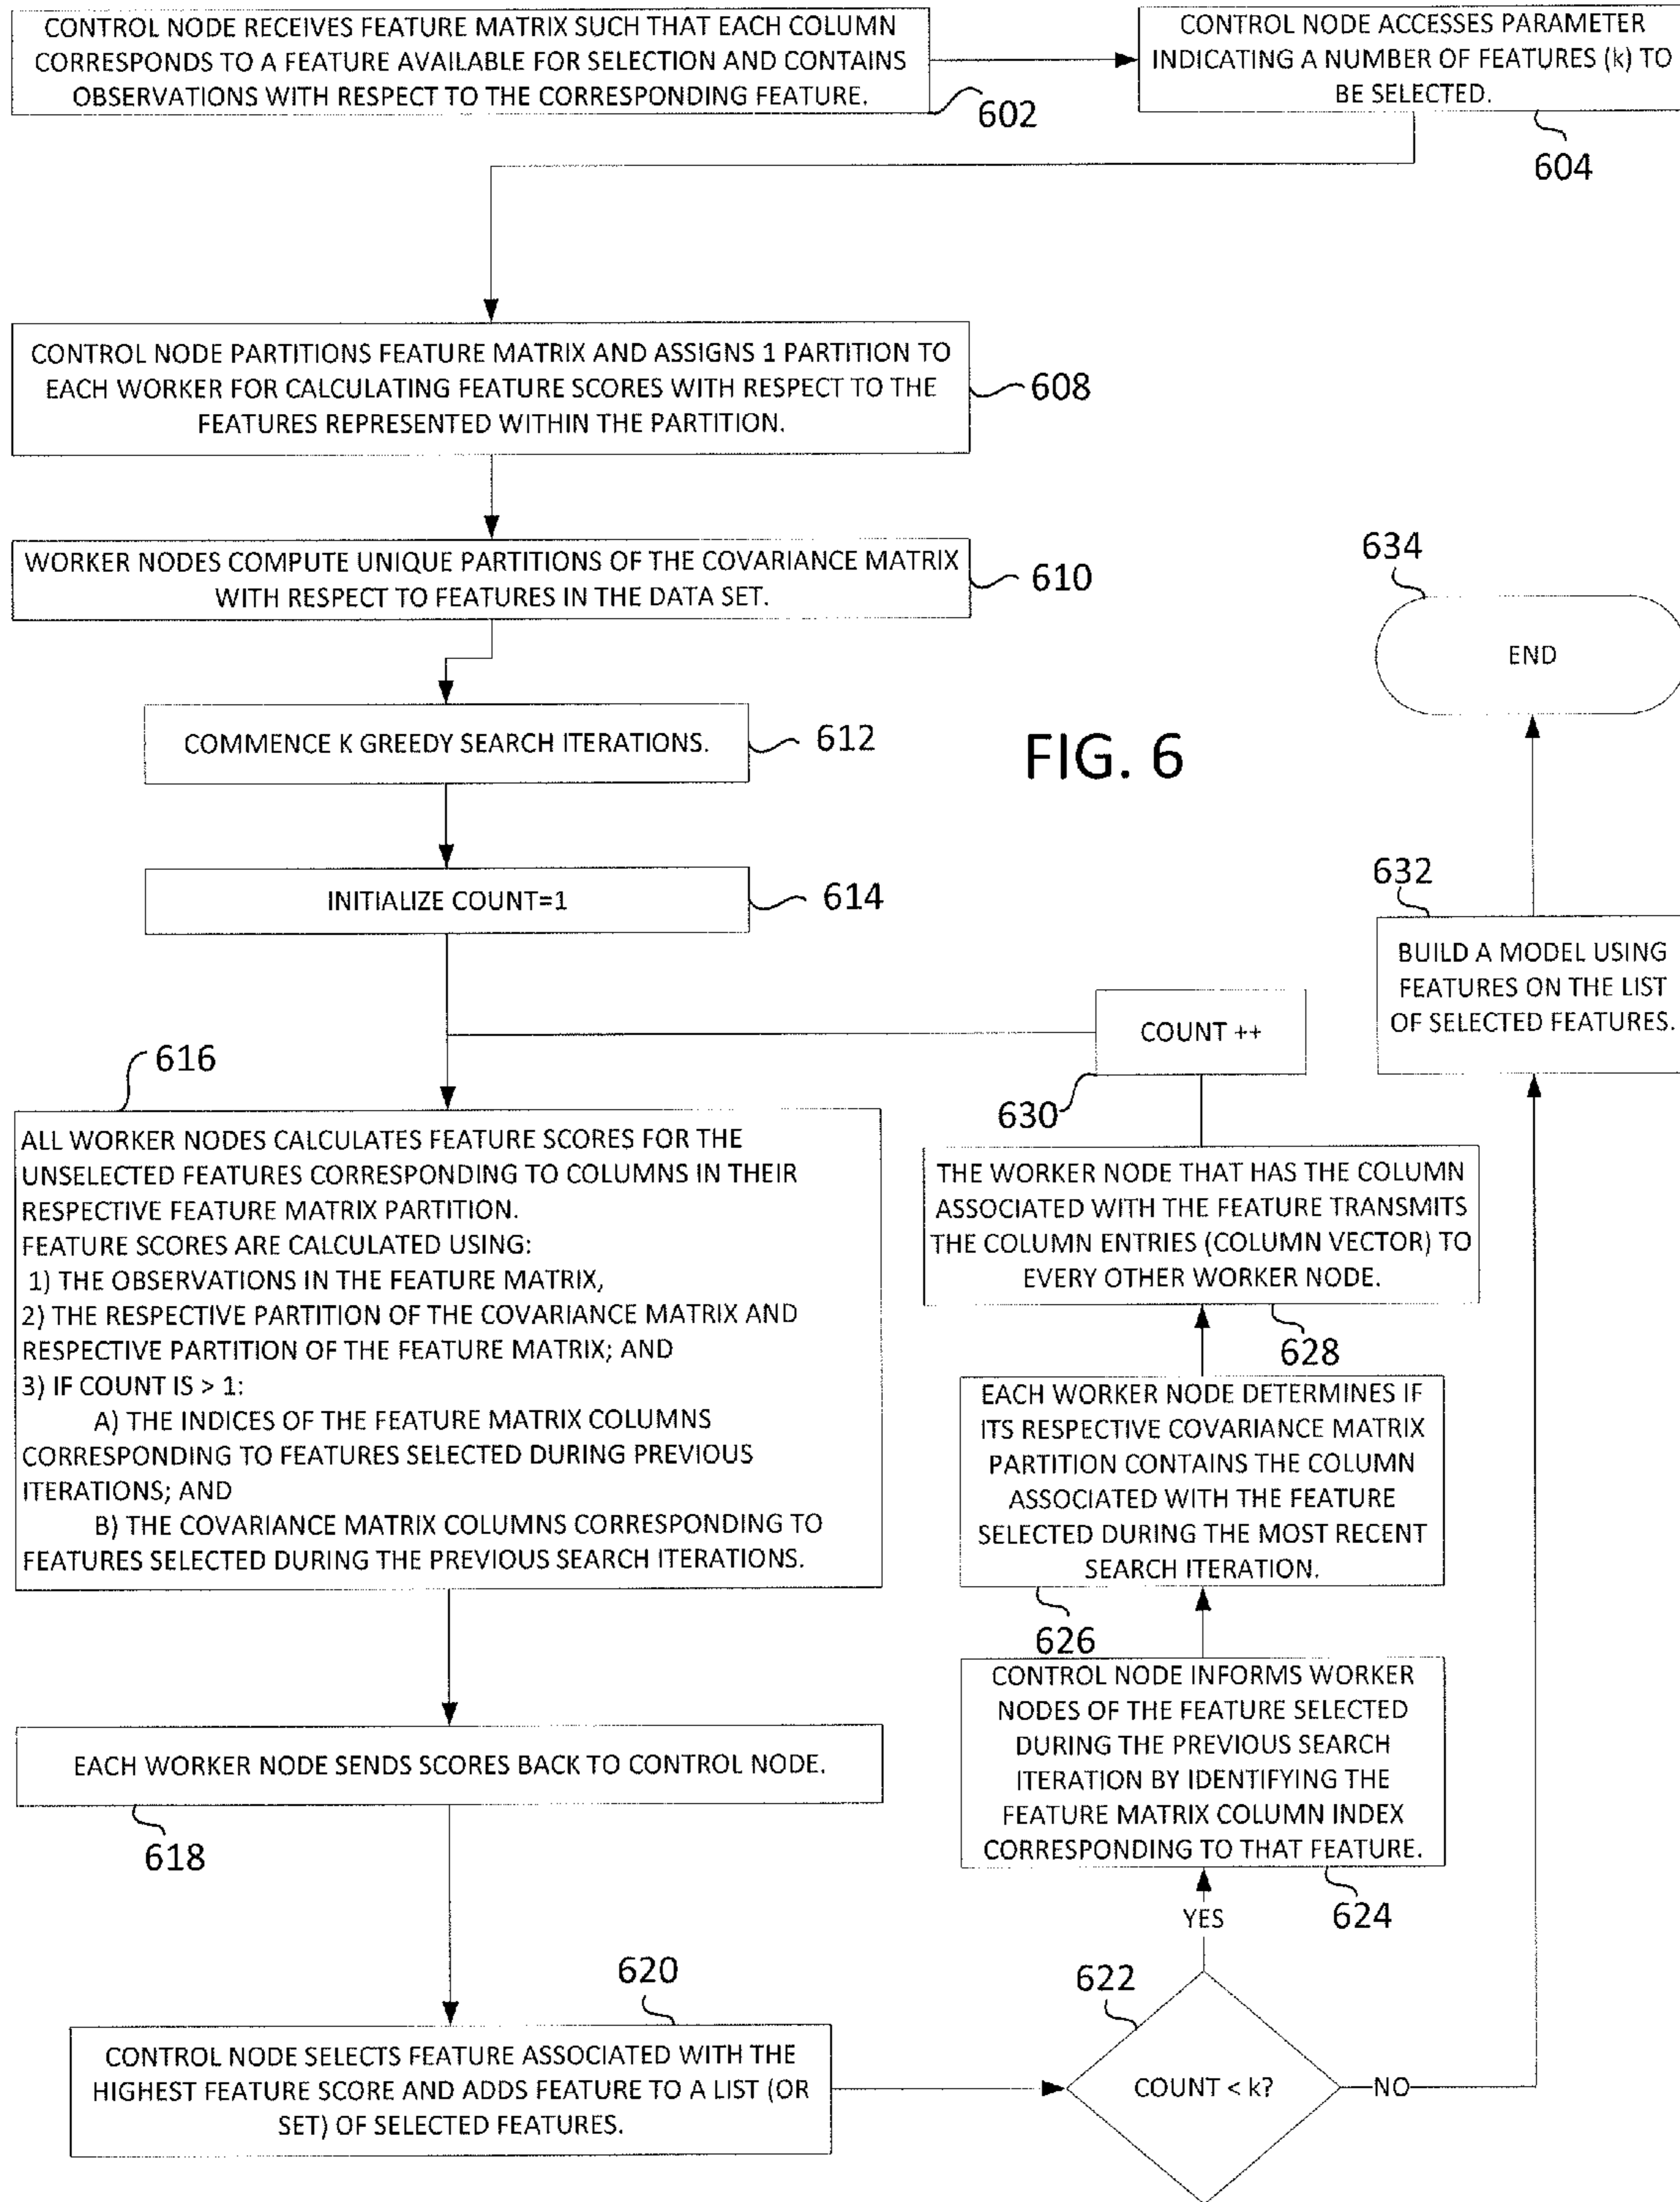 CONTROL NODE RECEIVES FEATURE MATRIX SUCH THAT EACH COLUMN
CORRESPONDS TO A FEATURE AVAILABLE FOR SELECTION AND CONTAINS
OBSERVATIONS WITH RESPECT TO THE CORRESPONDING FEATURE.
602
CONTROL NODE ACCESSES PARAMETER
INDICATING A NUMBER OF FEATURES (k) TO
BE SELECTED.
604
CONTROL NODE PARTITIONS FEATURE MATRIX AND ASSIGNS 1 PARTITION TO
EACH WORKER FOR CALCULATING FEATURE SCORES WITH RESPECT TO THE
FEATURES REPRESENTED WITHIN THE PARTITION.
608
WORKER NODES COMPUTE UNIQUE PARTITIONS OF THE COVARIANCE MATRIX
WITH RESPECT TO FEATURES IN THE DATA SET.
610
COMMENCE K GREEDY SEARCH ITERATIONS.
612
FIG. 6
INITIALIZE COUNT=1
614
616
ALL WORKER NODES CALCULATES FEATURE SCORES FOR THE
UNSELECTED FEATURES CORRESPONDING TO COLUMNS IN THEIR
RESPECTIVE FEATURE MATRIX PARTITION.
FEATURE SCORES ARE CALCULATED USING:
1) THE OBSERVATIONS IN THE FEATURE MATRIX,
2) THE RESPECTIVE PARTITION OF THE COVARIANCE MATRIX AND
RESPECTIVE PARTITION OF THE FEATURE MATRIX; AND
3) IF COUNT IS > 1:
A) THE INDICES OF THE FEATURE MATRIX COLUMNS
CORRESPONDING TO FEATURES SELECTED DURING PREVIOUS
ITERATIONS; AND
B) THE COVARIANCE MATRIX COLUMNS CORRESPONDING TO
FEATURES SELECTED DURING THE PREVIOUS SEARCH ITERATIONS.
EACH WORKER NODE SENDS SCORES BACK TO CONTROL NODE.
618
620
CONTROL NODE SELECTS FEATURE ASSOCIATED WITH THE
HIGHEST FEATURE SCORE AND ADDS FEATURE TO A LIST (OR
SET) OF SELECTED FEATURES.
622
COUNT < k?
YES
NO
CONTROL NODE INFORMS WORKER
NODES OF THE FEATURE SELECTED
DURING THE PREVIOUS SEARCH
ITERATION BY IDENTIFYING THE
FEATURE MATRIX COLUMN INDEX
CORRESPONDING TO THAT FEATURE.
624
EACH WORKER NODE DETERMINES IF
ITS RESPECTIVE COVARIANCE MATRIX
PARTITION CONTAINS THE COLUMN
ASSOCIATED WITH THE FEATURE
SELECTED DURING THE MOST RECENT
SEARCH ITERATION.
626
THE WORKER NODE THAT HAS THE COLUMN
ASSOCIATED WITH THE FEATURE TRANSMITS
THE COLUMN ENTRIES (COLUMN VECTOR) TO
EVERY OTHER WORKER NODE.
628
COUNT ++
630
632
BUILD A MODEL USING
FEATURES ON THE LIST
OF SELECTED FEATURES.
634
END